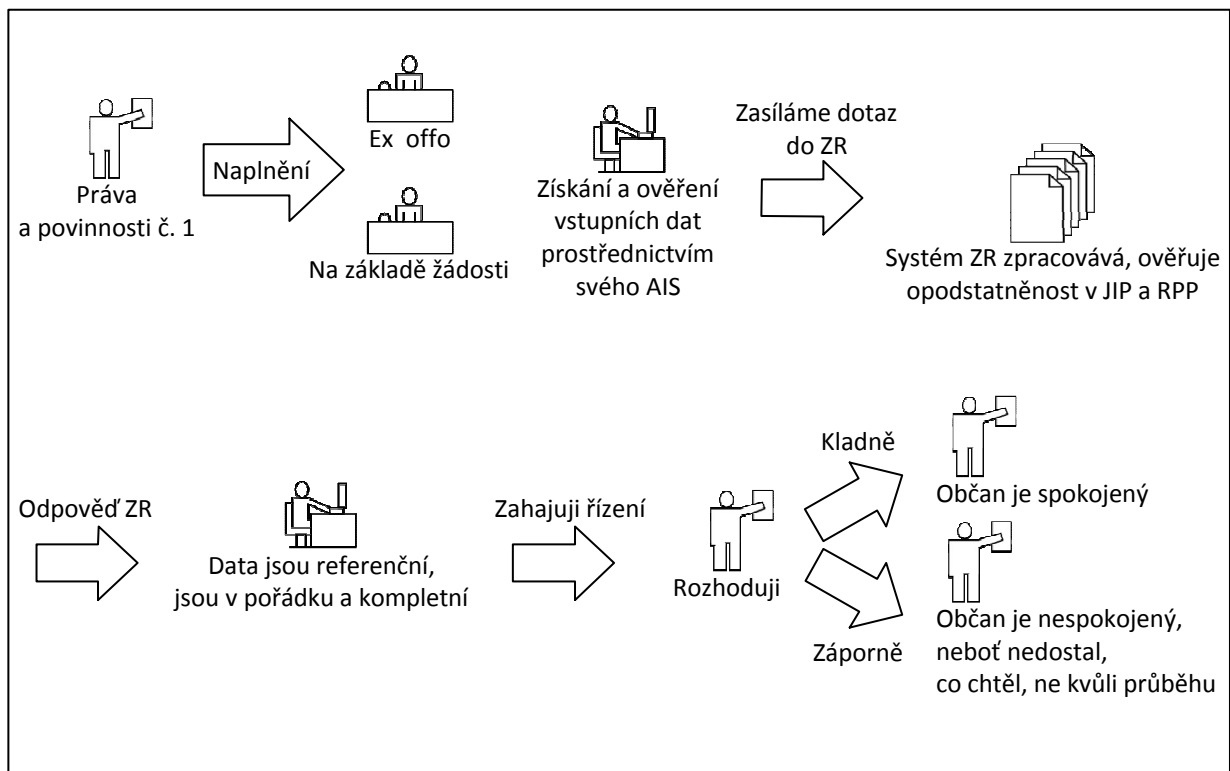 Práva
a povinnosti č. 1
Naplnění
Ex offo
Na základě žádosti
Získání a ověření
vstupních dat
prostřednictvím
svého AIS
Zasíláme dotaz
do ZR
Systém ZR zpracovává, ověřuje
opodstatněnost v JIP a RPP
Odpověď ZR
Data jsou referenční,
jsou v pořádku a kompletní
Zahajuji řízení
Rozhoduji
Kladně
Občan je spokojený
Záporně
Občan je nespokojený,
neboť nedostal,
co chtěl, ne kvůli průběhu